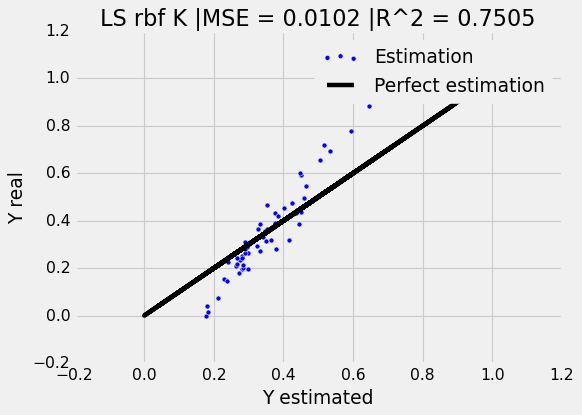 LS rbf K |MSE = 0.0102 |R^2 = 0.7505
1.2
Estimation
1.0
Perfect estimation
0.8
0.6
Y real
0.4
0.2
0.0
−0.2
−0.2 0.0 0.2 0.4 0.6 0.8 1.0 1.2
Y estimated